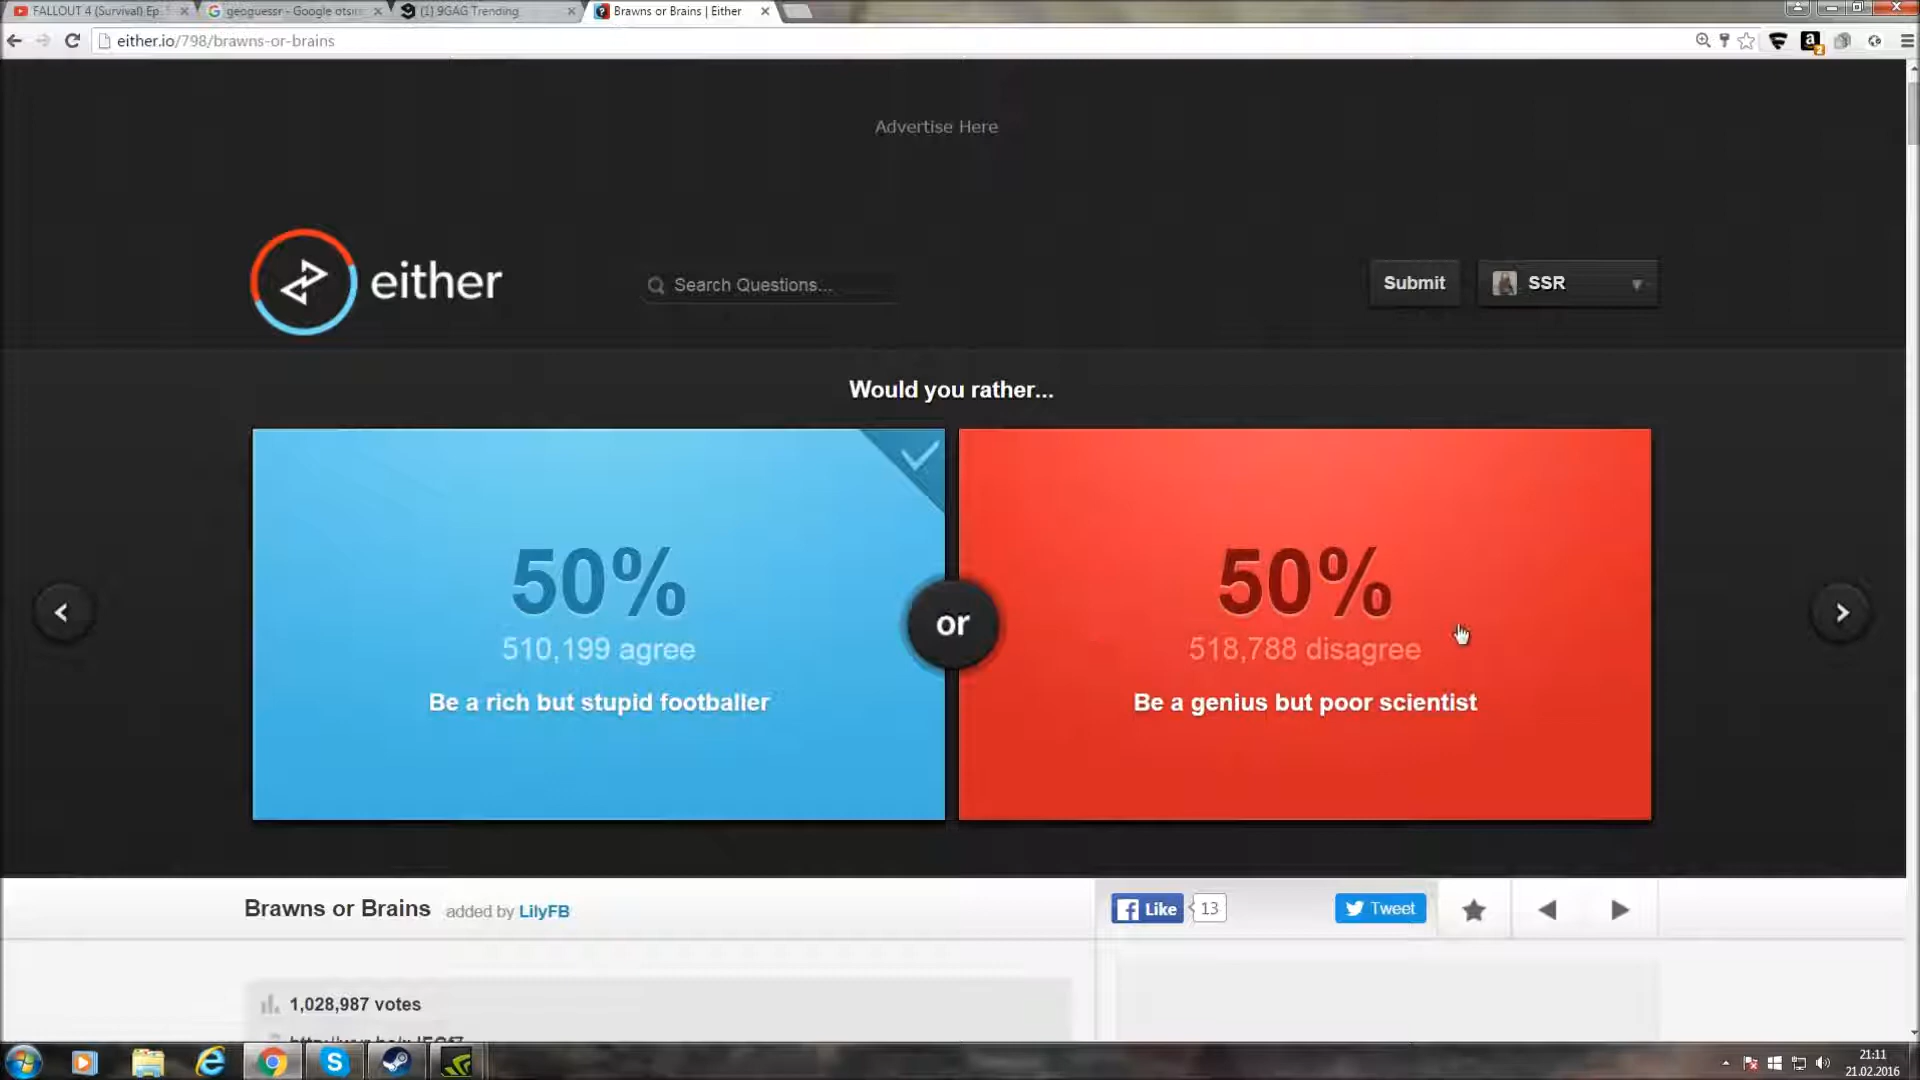 FALLOUT 4 (Survival) Ep.
geoguessr - Google otsin
(1) 9GAG Trending
Brawns or Brains | Either
either.io/798/brawns-or-brains
Advertise Here
either
Search Questions...
Submit
SSR
Would you rather...
50%
510,199 agree
Be a rich but stupid footballer
or
50%
518,788 disagree
Be a genius but poor scientist
Brawns or Brains added by LilyFB
Like 13
Tweet
1,028,987 votes
21:11
21.02.2016